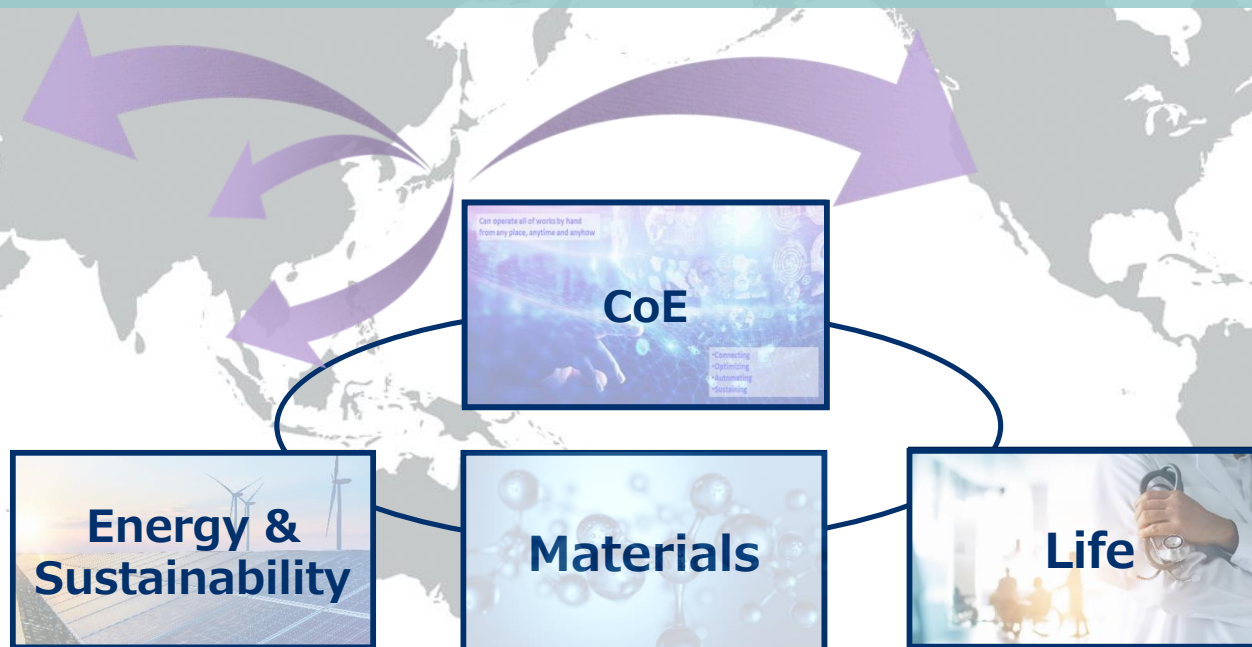 Can operate all of works by hand
from any place, anytime and anyhow
CoE
•Connecting
•Optimizing
•Automating
•Sustaining
Energy &
Sustainability
Materials
Life